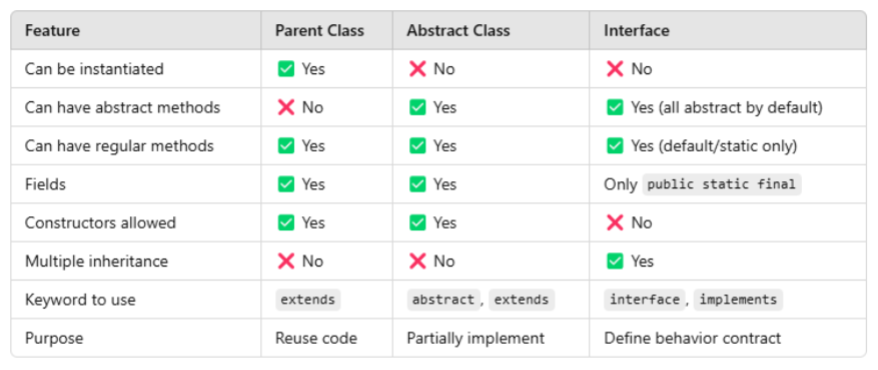 Feature Parent Class Abstract Class Interface
Can be instantiated ✅ Yes ❌ No ❌ No
Can have abstract methods ❌ No ✅ Yes ✅ Yes (all abstract by default)
Can have regular methods ✅ Yes ✅ Yes ✅ Yes (default/static only)
Fields ✅ Yes ✅ Yes Only public static final
Constructors allowed ✅ Yes ✅ Yes ❌ No
Multiple inheritance ❌ No ❌ No ✅ Yes
Keyword to use extends abstract, extends interface, implements
Purpose Reuse code Partially implement Define behavior contract